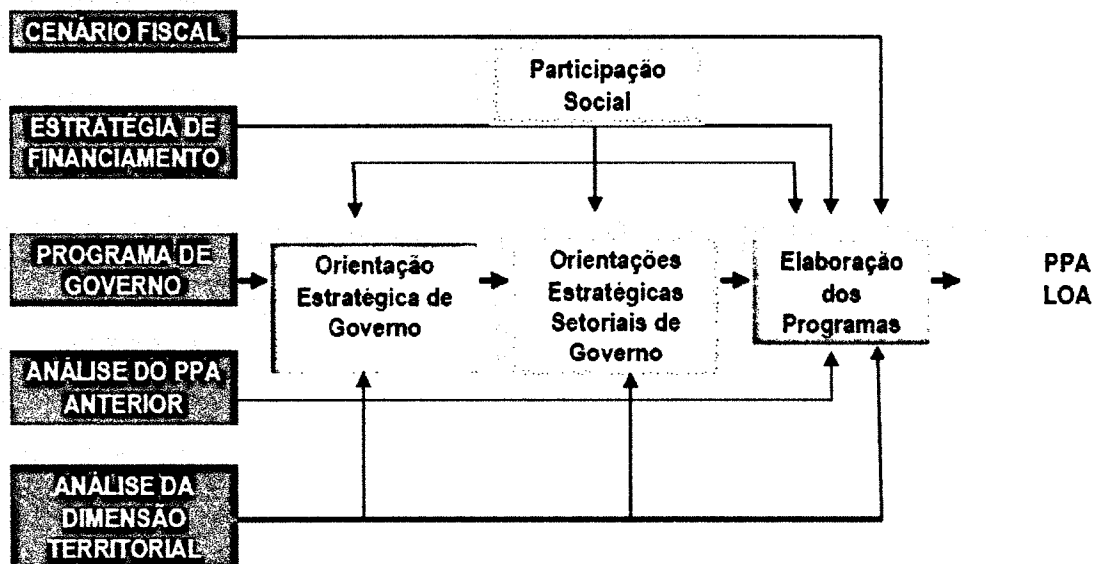 CENÁRIO FISCAL
Participação
Social
ESTRATÉGIA DE
FINANCIAMENTO
PROGRAMA DE
GOVERNO
Orientação
Estratégica de
Governo
Orientações
Estratégicas
Setoriais de
Governo
Elaboração
dos
Programas
PPA
LOA
ANÁLISE DO PPA
ANTERIOR
ANÁLISE DA
DIMENSÃO
TERRITORIAL